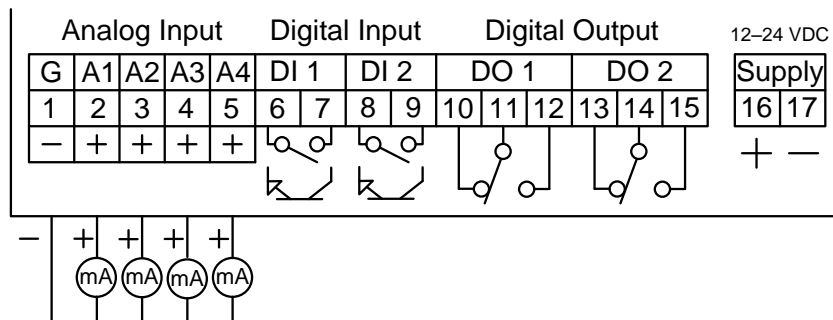 Analog Input Digital Input Digital Output 12–24 VDC
G A1 A2 A3 A4 DI 1 DI 2 DO 1 DO 2 Supply
1 2 3 4 5 6 7 8 9 10 11 12 13 14 15 16 17
− + + + + + −
− + + + +
mA mA mA mA